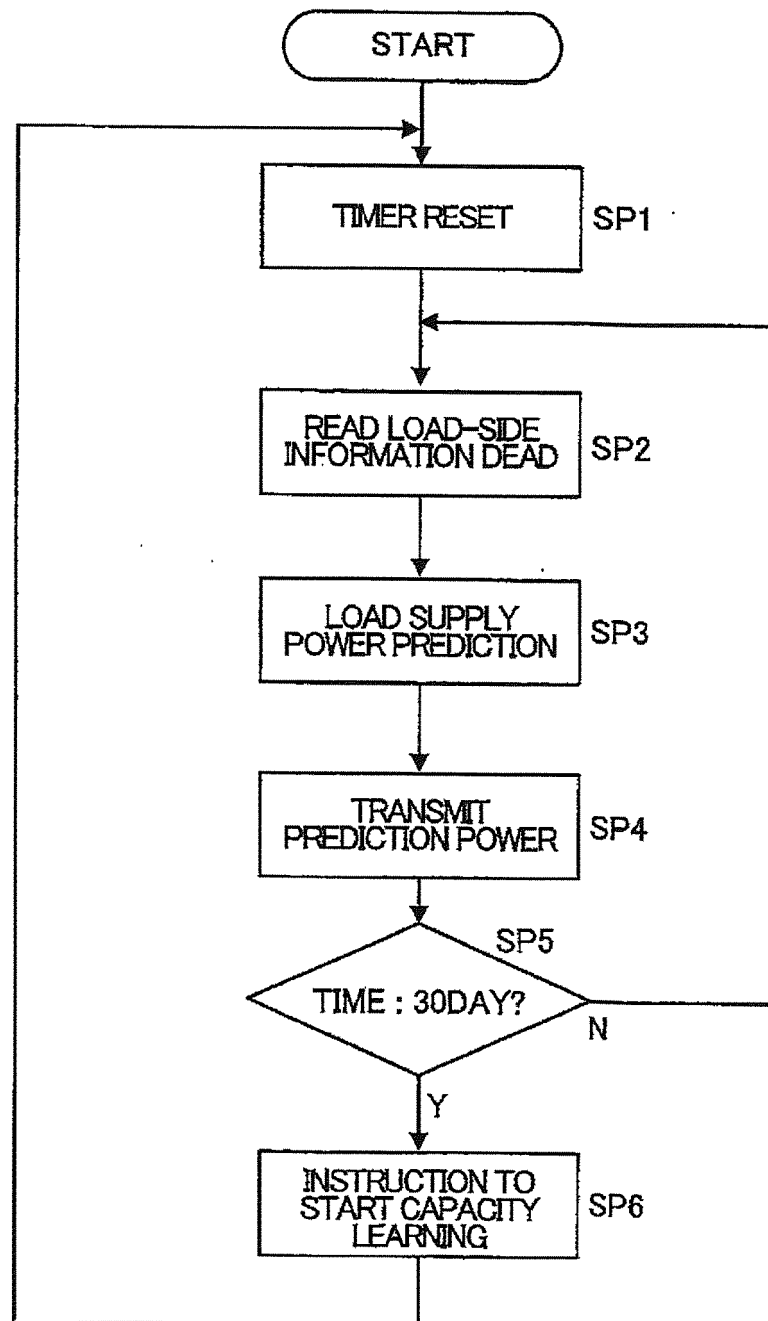 START
TIMER RESET
SP1
READ LOAD-SIDE
INFORMATION DEAD
SP2
LOAD SUPPLY
POWER PREDICTION
SP3
TRANSMIT
PREDICTION POWER
SP4
SP5
TIME : 30DAY?
N
Y
INSTRUCTION TO
START CAPACITY
LEARNING
SP6